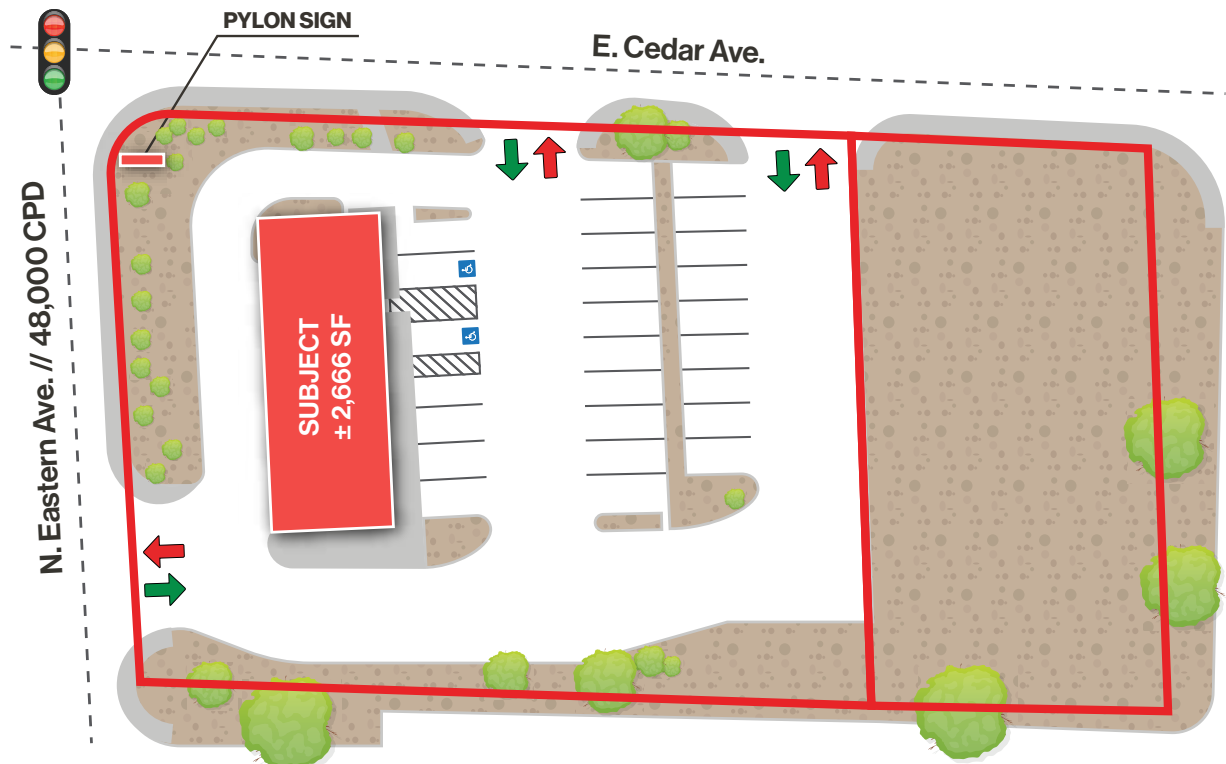 PYLON SIGN
E. Cedar Ave.
N. Eastern Ave. // 48,000 CPD
SUBJECT
± 2,666 SF